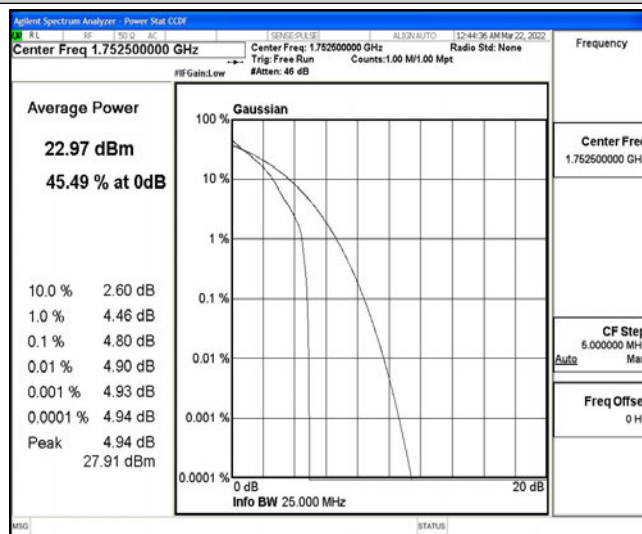 Agilent Spectrum Analyzer - Power Stat CCDF
RL RF 50 Ω AC SENSE:PULSE ALIGN AUTO 12:44:36 AM Mar 22, 2022
Center Freq 1.752500000 GHz
Center Freq: 1.752500000 GHz Radio Std: None
Trig: Free Run Counts:1.00 M/1.00 Mpt
#IFGain:Low #Atten: 46 dB
Frequency
Average Power
22.97 dBm
45.49 % at 0dB
10.0 % 2.60 dB
1.0 % 4.46 dB
0.1 % 4.80 dB
0.01 % 4.90 dB
0.001 % 4.93 dB
0.0001 % 4.94 dB
Peak 4.94 dB
27.91 dBm
Gaussian
100 %
10 %
1 %
0.1 %
0.01 %
0.001 %
0.0001 %
0 dB 20 dB
Info BW 25.000 MHz
Center Fre
1.752500000 GH
CF Step
5.000000 MH
Auto Ma
Freq Offse
0 H
MSG STATUS